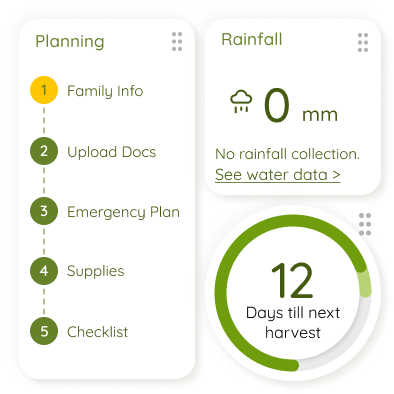 Planning
1 Family Info
2 Upload Docs
3 Emergency Plan
4 Supplies
5 Checklist
Rainfall
0 mm
No rainfall collection.
See water data >
12
Days till next
harvest